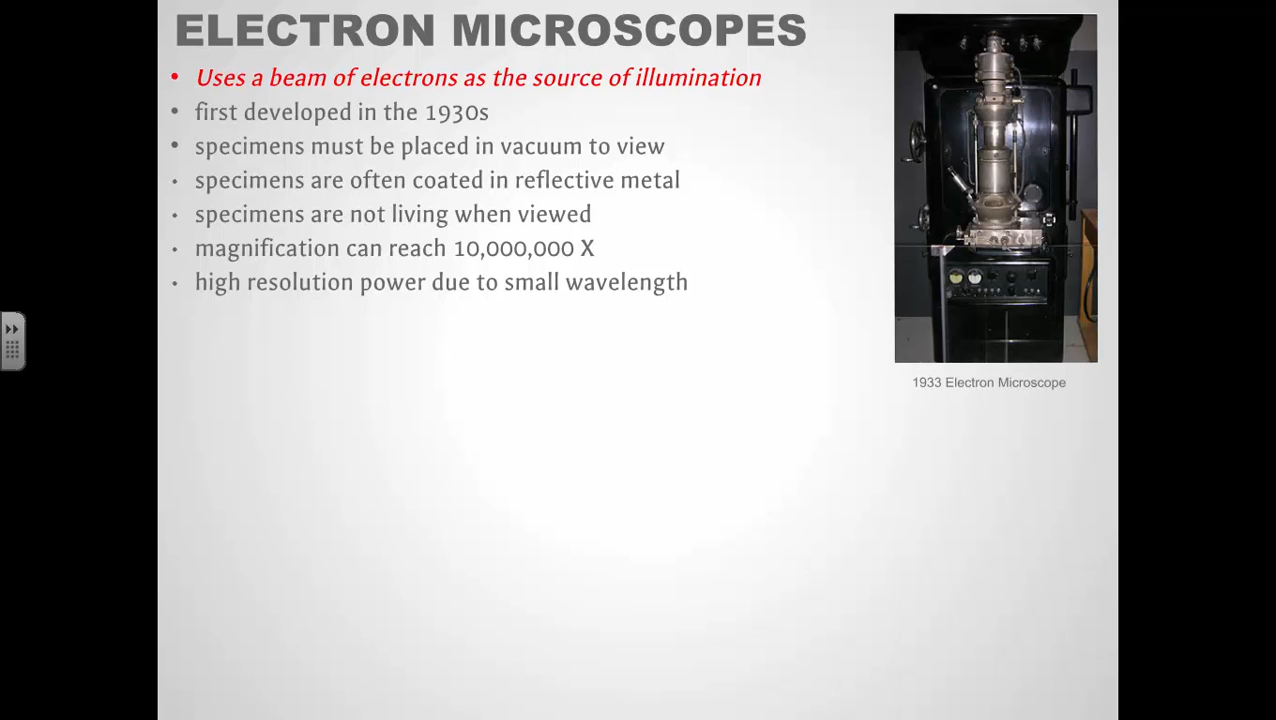 ELECTRON MICROSCOPES
• Uses a beam of electrons as the source of illumination
• first developed in the 1930s
• specimens must be placed in vacuum to view
• specimens are often coated in reflective metal
• specimens are not living when viewed
• magnification can reach 10,000,000 X
• high resolution power due to small wavelength
1933 Electron Microscope